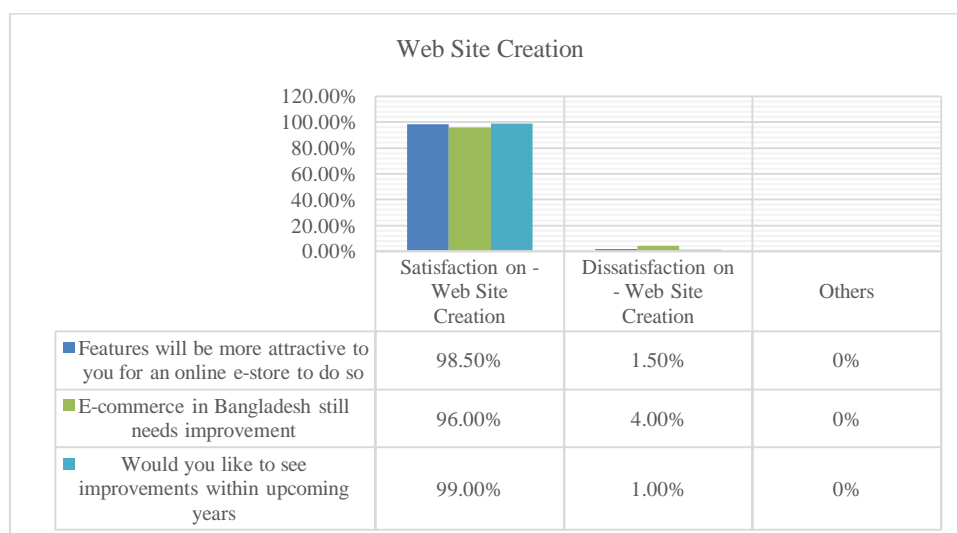 Web Site Creation
120.00%
100.00%
80.00%
60.00%
40.00%
20.00%
0.00%
Satisfaction on -
Web Site
Creation
Dissatisfaction on
- Web Site
Creation
Others
Features will be more attractive to
you for an online e-store to do so
98.50%
1.50%
0%
E-commerce in Bangladesh still
needs improvement
96.00%
4.00%
0%
Would you like to see
improvements within upcoming
years
99.00%
1.00%
0%